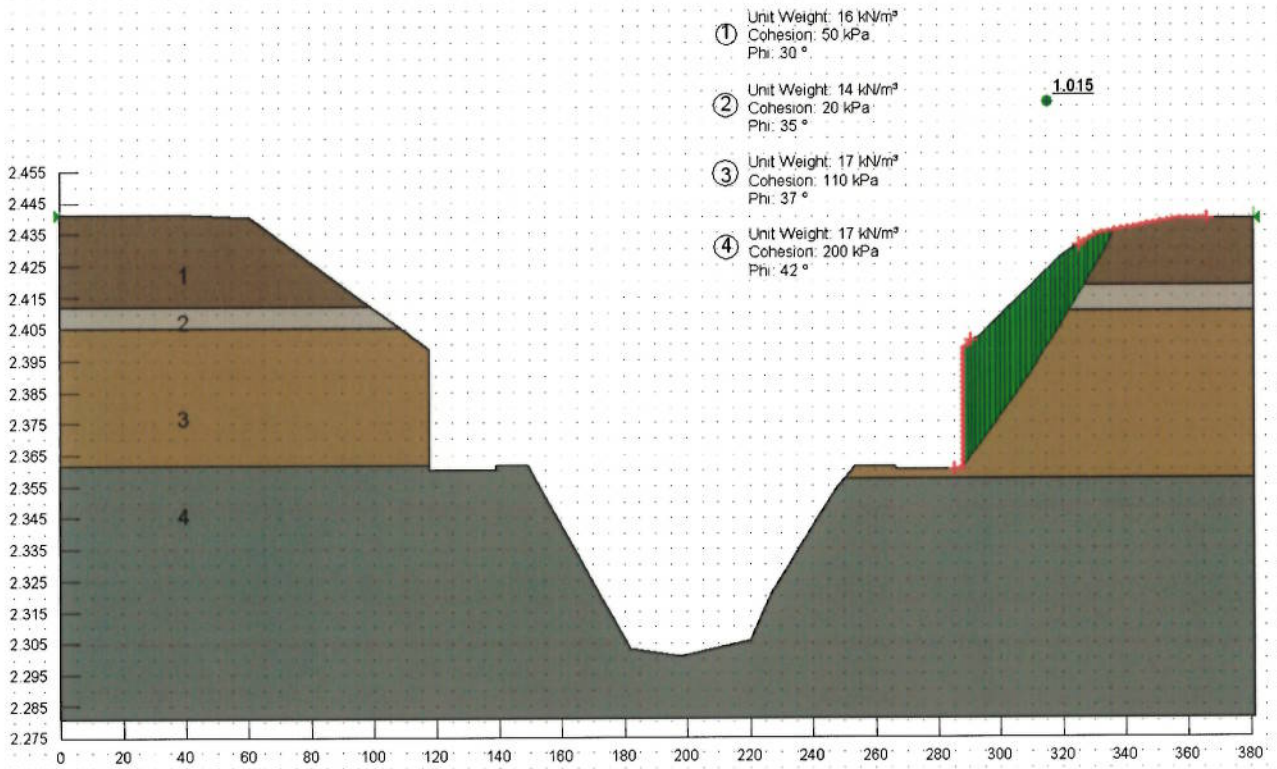 ① Unit Weight: 16 kN/m³
Cohesion: 50 kPa
Phi: 30 °
② Unit Weight: 14 kN/m³
Cohesion: 20 kPa
Phi: 35 °
1.015
③ Unit Weight: 17 kN/m³
Cohesion: 110 kPa
Phi: 37 °
④ Unit Weight: 17 kN/m³
Cohesion: 200 kPa
Phi: 42 °
2.455
2.445
2.435
2.425
2.415
2.405
2.395
2.385
2.375
2.365
2.355
2.345
2.335
2.325
2.315
2.305
2.295
2.285
2.275
1
2
3
4
0 20 40 60 80 100 120 140 160 180 200 220 240 260 280 300 320 340 360 380